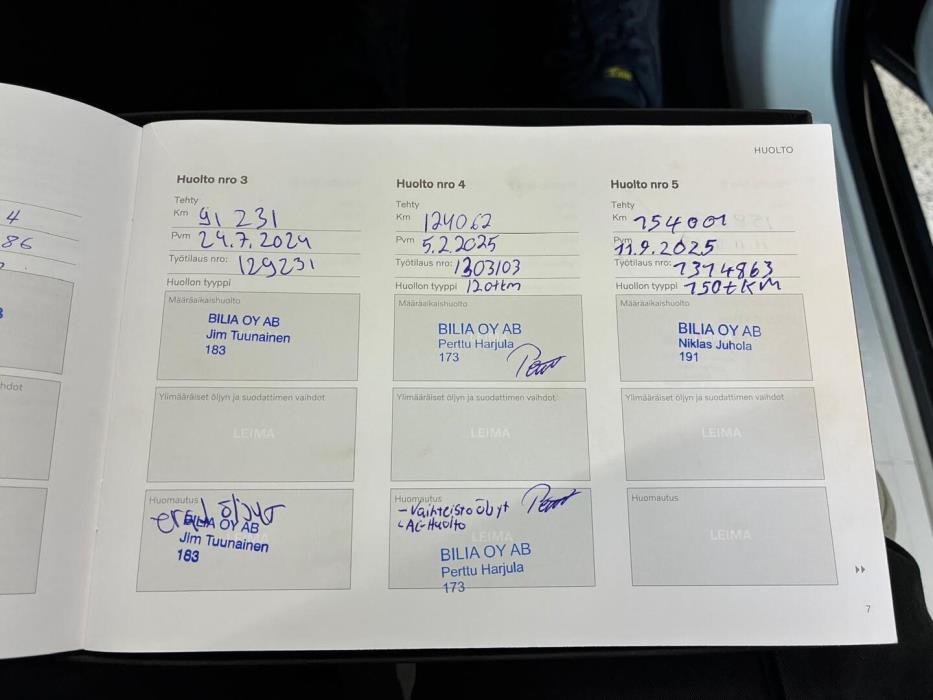 4
86
HUOLTO
Huolto nro 3
Tehty
Km 91 231
Pvm 24.7.2024
Työtilaus nro: 129231
Huollon tyyppi
Määräaikaishuolto
BILIA OY AB
Jim Tuunainen
183
Ylimääräiset öljyn ja suodattimen vaihdot
LEIMA
Huomautus
öljyt
BILIA OY AB
Jim Tuunainen
183
Huolto nro 4
Tehty
Km 124062
Pvm 5.2.2025
Työtilaus nro: 1303103
Huollon tyyppi 120tkm
Määräaikaishuolto
BILIA OY AB
Perttu Harjula
173
Ylimääräiset öljyn ja suodattimen vaihdot
LEIMA
Huomautus
- Vaihteistoöljyt
- AC-Huolto
LEIMA
BILIA OY AB
Perttu Harjula
173
Huolto nro 5
Tehty
Km 154001
Pvm 11.9.2025
Työtilaus nro: 1314863
Huollon tyyppi 150tKM
Määräaikaishuolto
BILIA OY AB
Niklas Juhola
191
Ylimääräiset öljyn ja suodattimen vaihdot
LEIMA
Huomautus
LEIMA
7